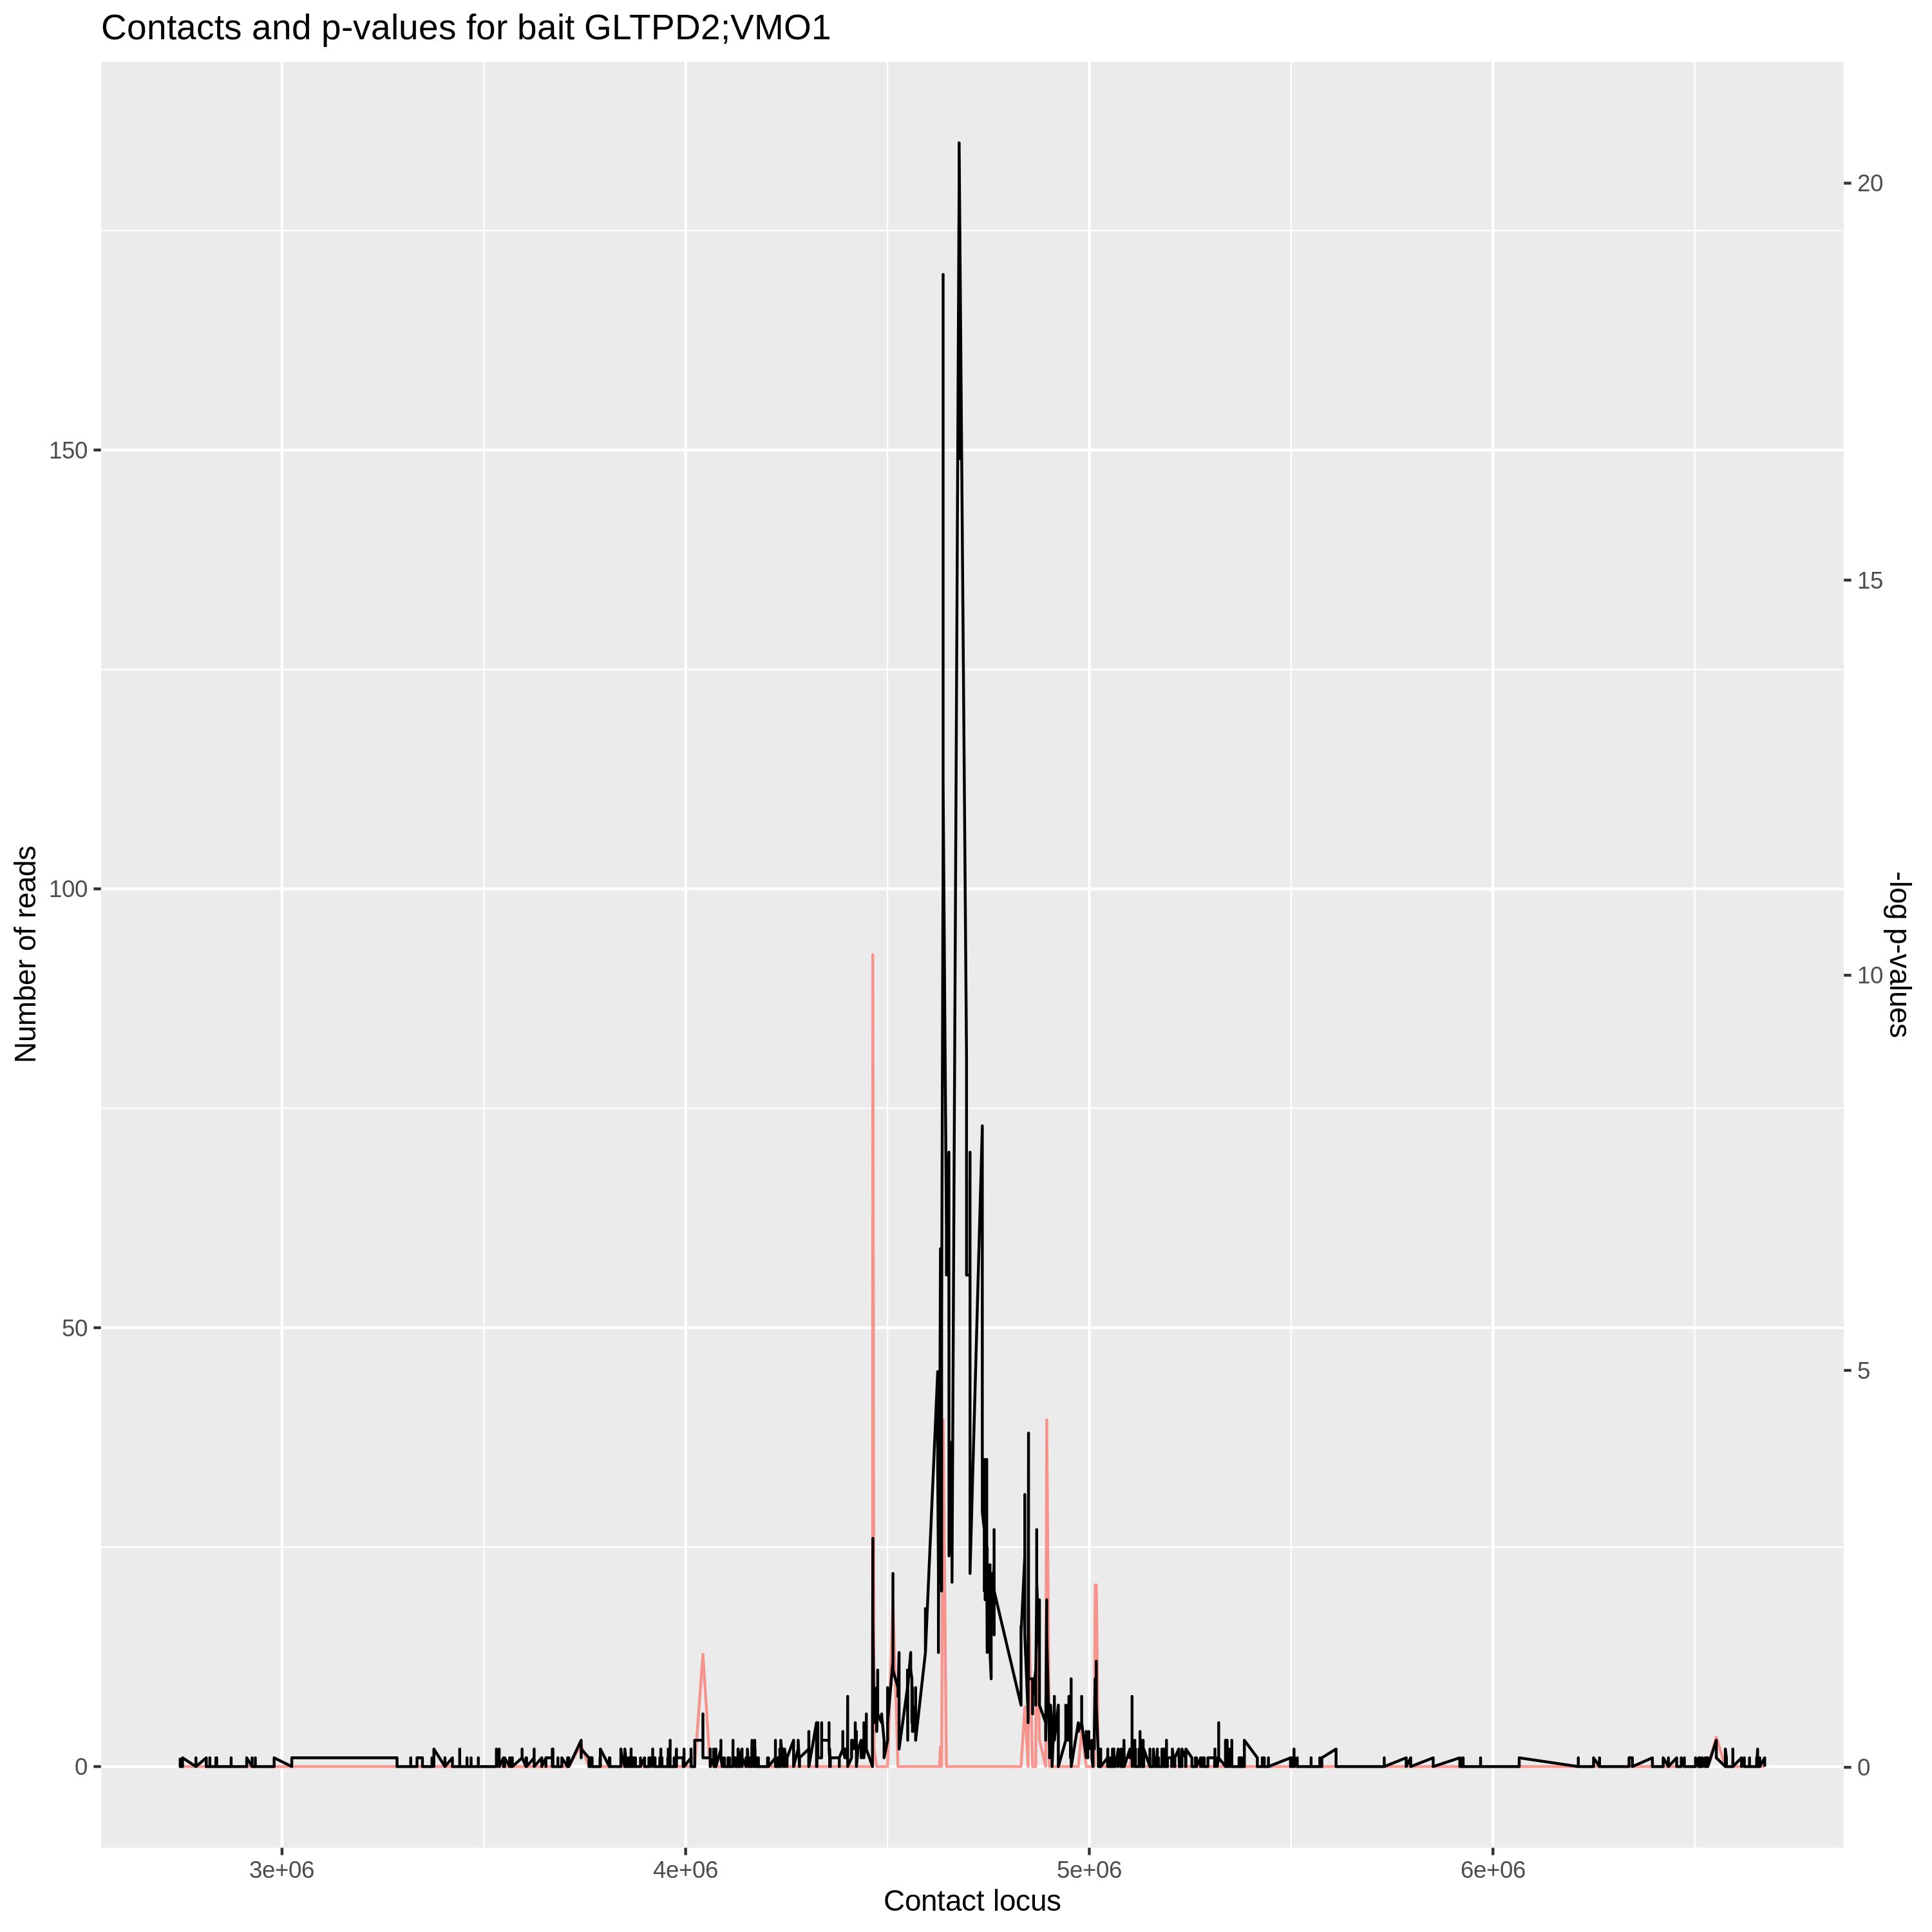 Contacts and p-values for bait GLTPD2;VMO1
Number of reads
150
100
50
0
20
15
10
5
0
-log p-values
3e+06
4e+06
5e+06
6e+06
Contact locus